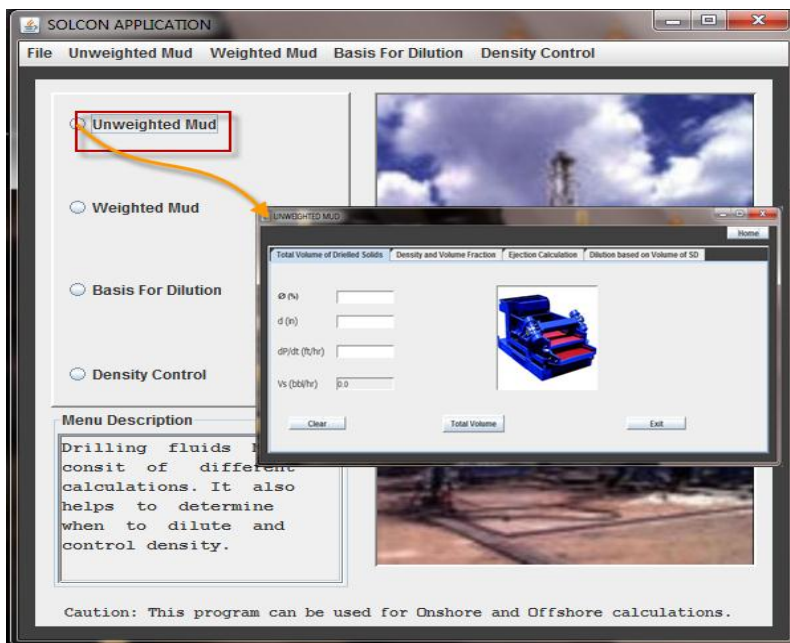 SOLCON APPLICATION
File Unweighted Mud Weighted Mud Basis For Dilution Density Control
Unweighted Mud
Weighted Mud
Basis For Dilution
Density Control
UNWEIGHTED MUD
Home
Total Volume of Drielled Solids Density and Volume Fraction Ejection Calculation Dilution based on Volume of SD
Ø (%)
d (in)
dP/dt (ft/hr)
Vs (bbl/hr) 0.0
Clear Total Volume Exit
Menu Description
Drilling fluids
consit of different
calculations. It also
helps to determine
when to dilute and
control density.
Caution: This program can be used for Onshore and Offshore calculations.